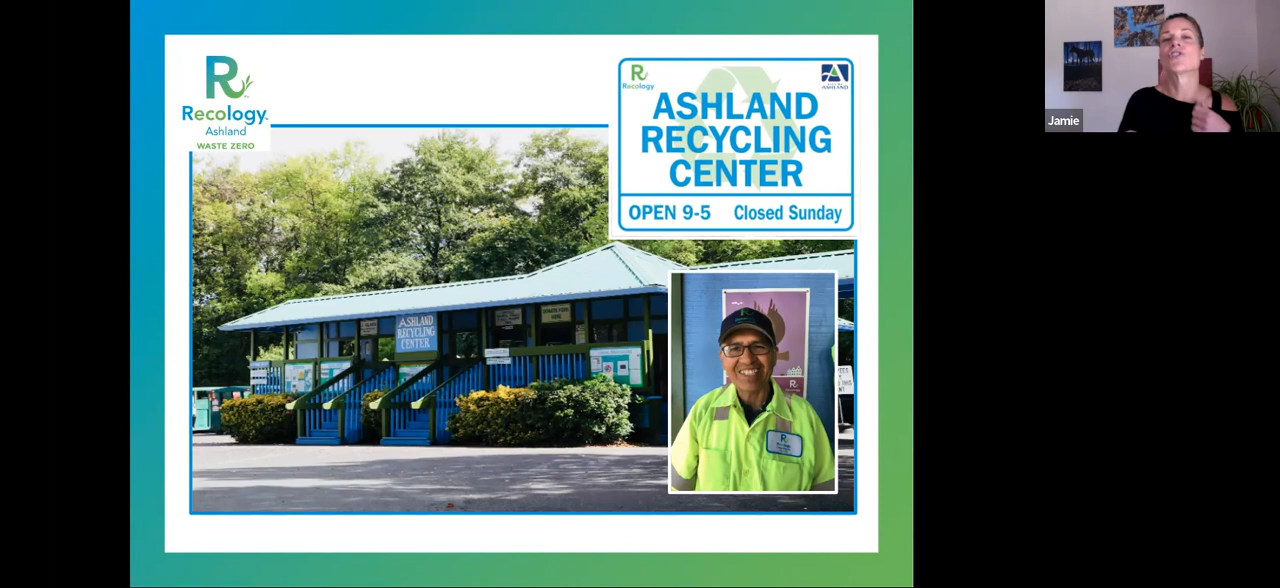 Recology
Ashland
WASTE ZERO
Recology
ASHLAND
ASHLAND
RECYCLING
CENTER
OPEN 9-5 Closed Sunday
ASHLAND
RECYCLING
CENTER
Jamie